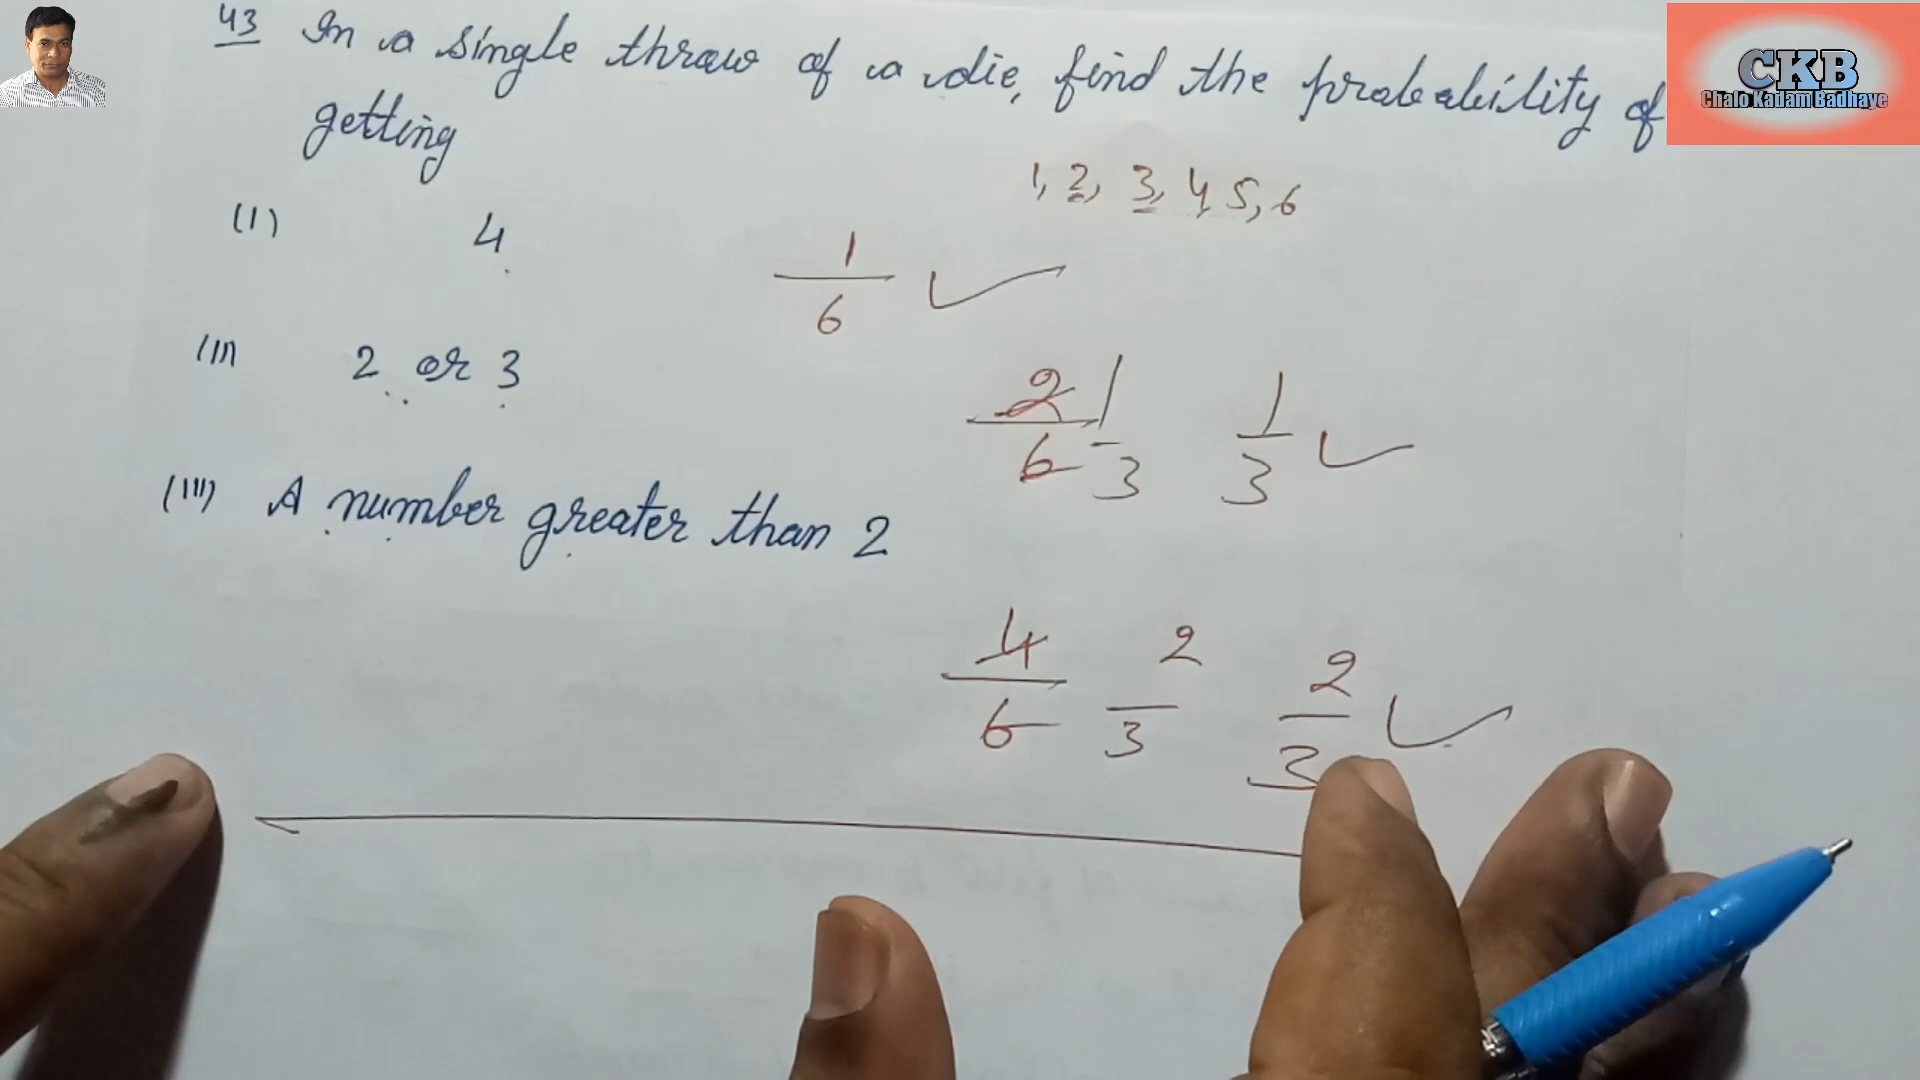 43 In a single thraw of a die, find the probability of
getting
1, 2, 3, 4 5, 6
(I) 4
1
6
(II) 2 or 3
2 1
6 3
1
3
(III) A number greater than 2
4 2 2
6 3 3
CKB
Chalo Kadam Badhaye